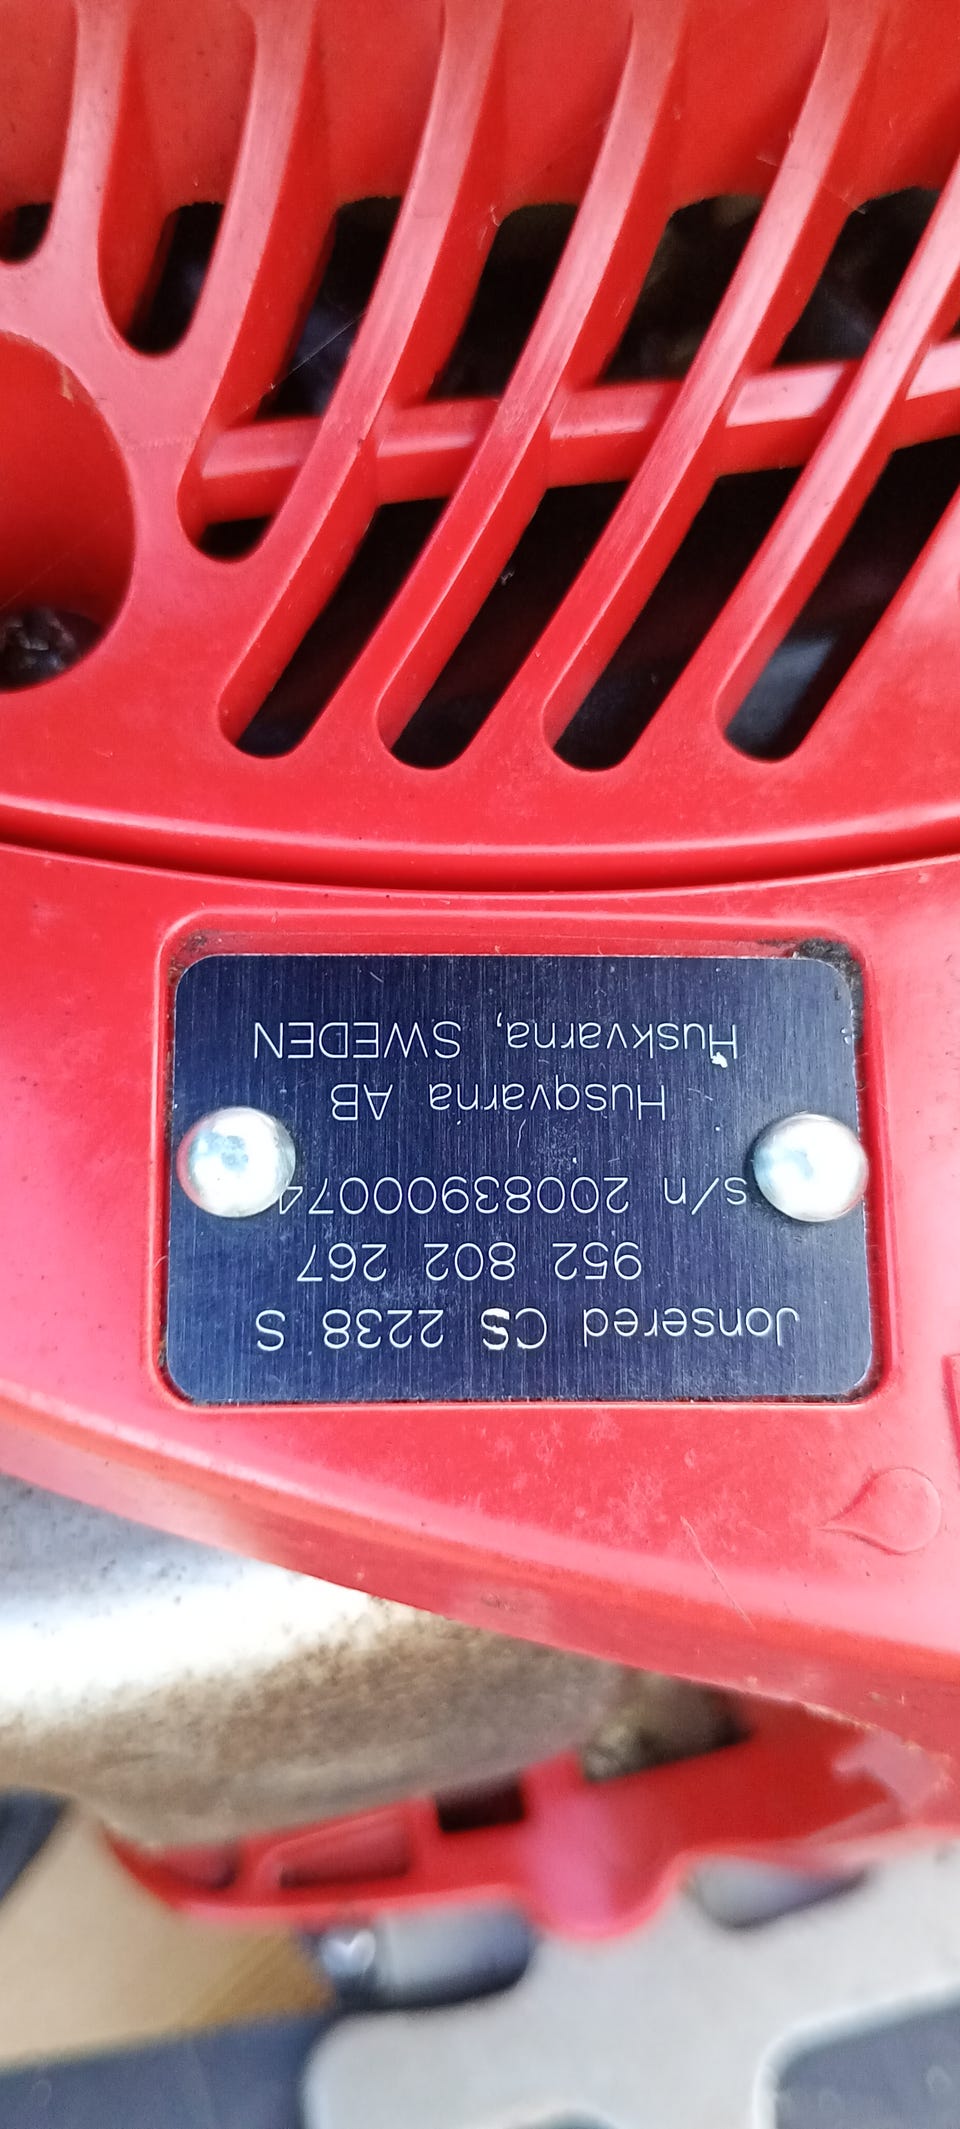 Jonsered CS 2238 S
952 802 267
s/n 20083900074
Husqvarna AB
Huskvarna, SWEDEN